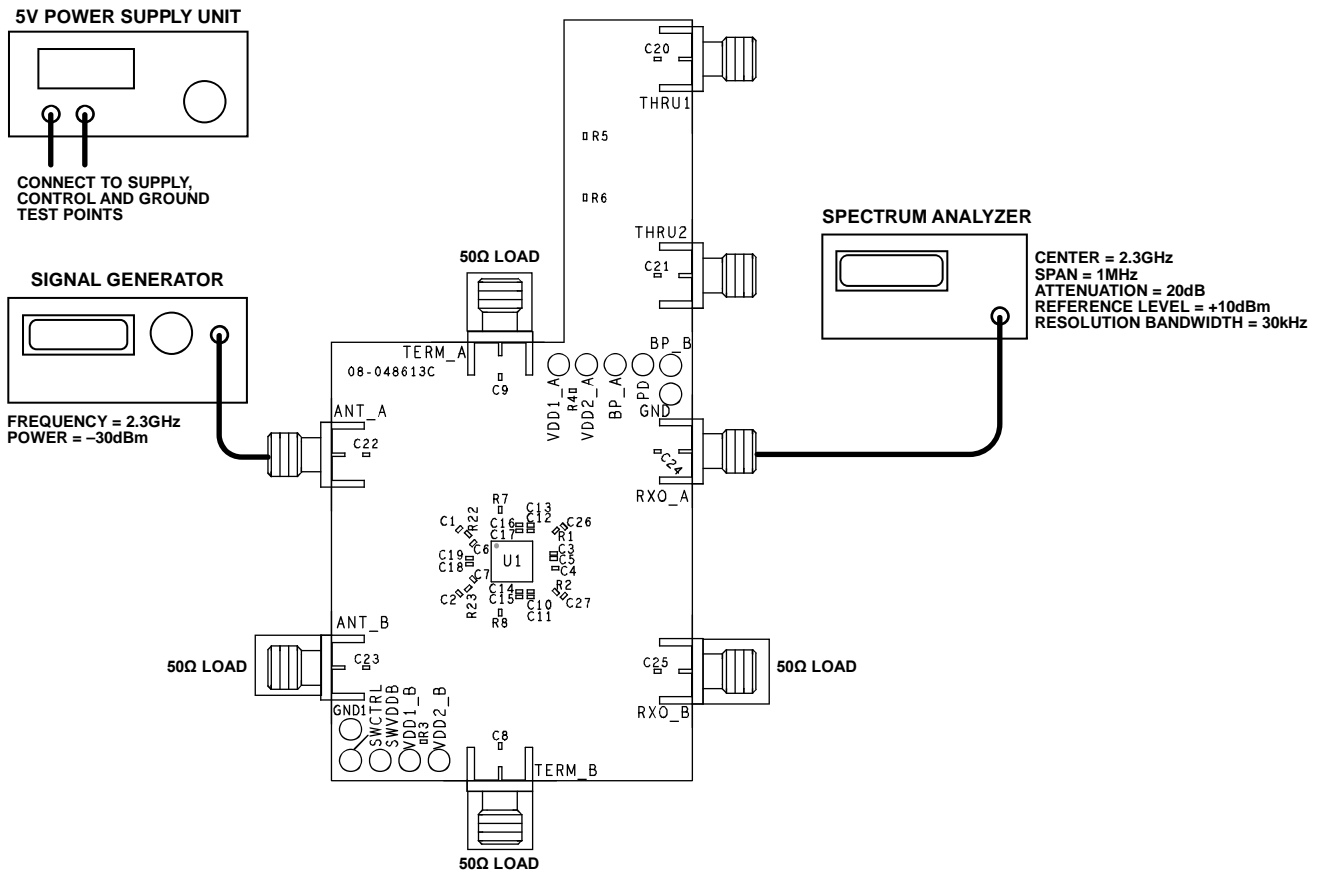 5V POWER SUPPLY UNIT
CONNECT TO SUPPLY,
CONTROL AND GROUND
TEST POINTS
SIGNAL GENERATOR
FREQUENCY = 2.3GHz
POWER = –30dBm
C20
THRU1
R5
R6
THRU2
C21
SPECTRUM ANALYZER
CENTER = 2.3GHz
SPAN = 1MHz
ATTENUATION = 20dB
REFERENCE LEVEL = +10dBm
RESOLUTION BANDWIDTH = 30kHz
50Ω LOAD
TERM_A
08-048613C
C9
BP_B
VDD1_A
R4
VDD2_A
BP_A
PD
GND
ANT_A
C22
C24
RXO_A
R7
C1
R22
C16
C17
C13
C12
C26
R1
C6
C19
C18
U1
C3
C5
C4
C7
C2
R23
C14
C15
C10
C11
R2
C27
R8
ANT_B
C23
50Ω LOAD
C25
50Ω LOAD
RXO_B
GND1
SWCTRL
SWVDDB
VDD1_B
R3
VDD2_B
C8
TERM_B
50Ω LOAD